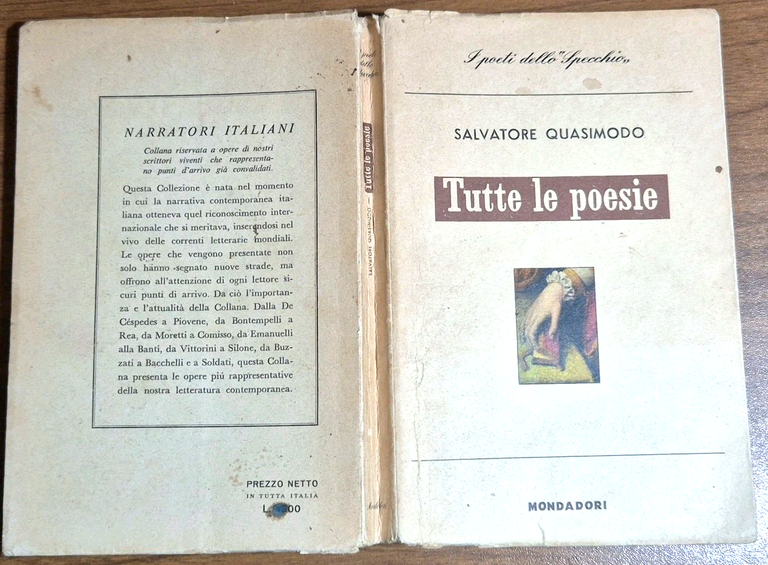 NARRATORI ITALIANI
Collana riservata a opere di nostri
scrittori viventi che rappresenta-
no punti d'arrivo già convalidati.
Questa Collezione è nata nel momento
in cui la narrativa contemporanea ita-
liana otteneva quel riconoscimento inter-
nazionale che si meritava, inserendosi nel
vivo delle correnti letterarie mondiali.
Le opere che vengono presentate non
solo hanno segnato nuove strade, ma
offrono all'attenzione di ogni lettore si-
curi punti di arrivo. Da ciò l'importan-
za e l'attualità della Collana. Dalla De
Céspedes a Piovene, da Bontempelli a
Rea, da Moretti a Comisso, da Emanuelli
alla Banti, da Vittorini a Silone, da Buz-
zati a Bacchelli e a Soldati, questa Colla-
na presenta le opere piú rappresentative
della nostra letteratura contemporanea.
PREZZO NETTO
IN TUTTA ITALIA
L.
SALVATORE QUASIMODO – Tutte le poesie
I poeti dello "Specchio„
SALVATORE QUASIMODO
Tutte le poesie
MONDADORI